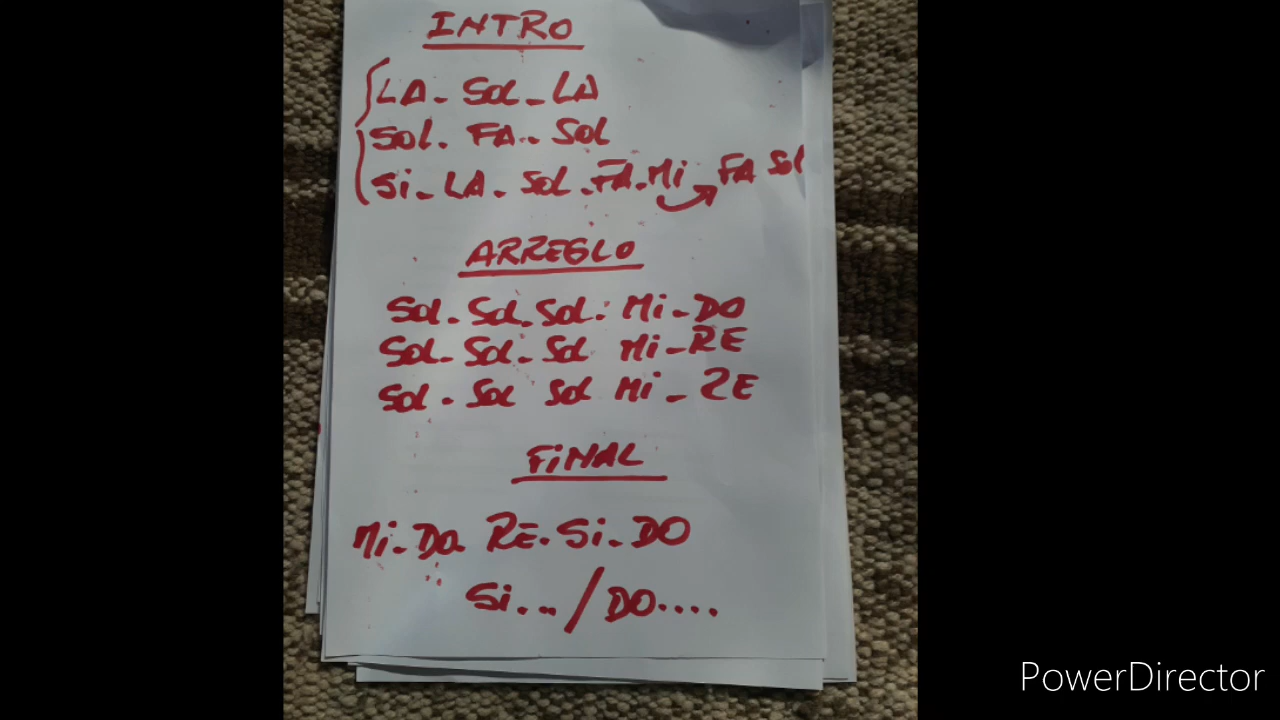 INTRO
LA - Sol - LA
Sol. FA.. Sol
Si - LA - Sol - FA - Mi FA Sol
ARREGLO
Sol - Sol. Sol. Mi - DO
Sol - Sol - Sol Mi - RE
Sol - Sol Sol Mi - RE
FiNAL
Mi - Do RE. Si - DO
Si... / DO....
PowerDirector